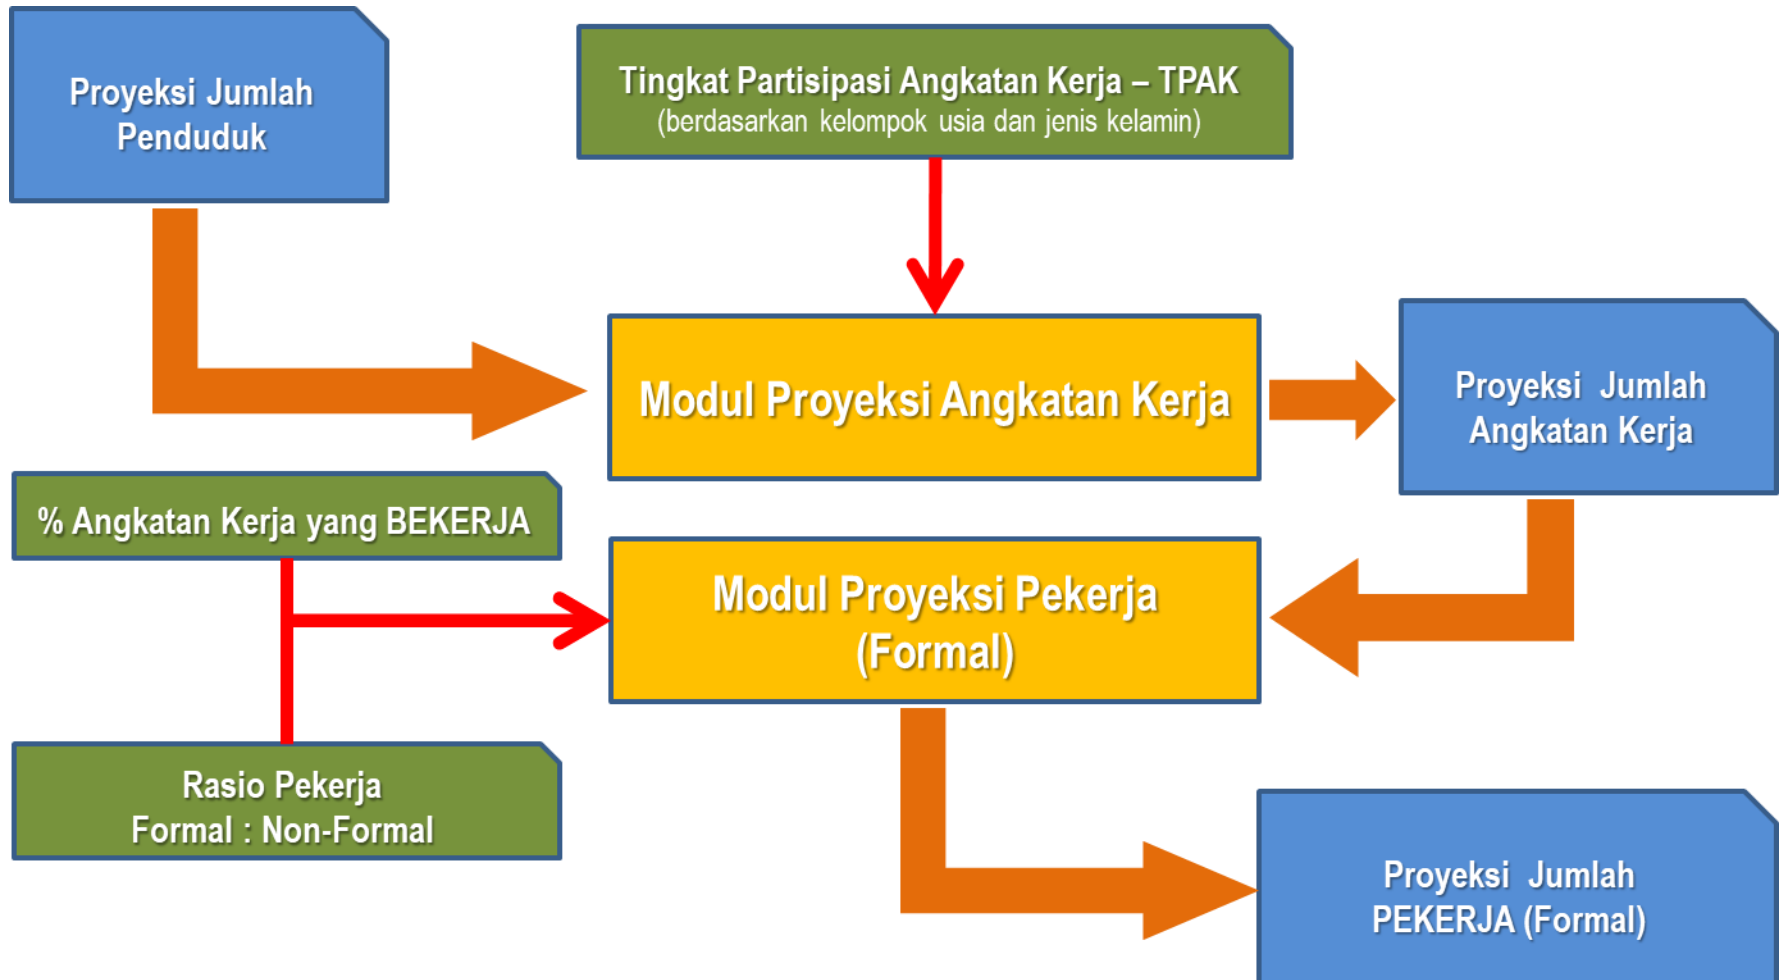 Proyeksi Jumlah
Penduduk
Tingkat Partisipasi Angkatan Kerja – TPAK
(berdasarkan kelompok usia dan jenis kelamin)
Modul Proyeksi Angkatan Kerja
Proyeksi Jumlah
Angkatan Kerja
% Angkatan Kerja yang BEKERJA
Modul Proyeksi Pekerja
(Formal)
Rasio Pekerja
Formal : Non-Formal
Proyeksi Jumlah
PEKERJA (Formal)